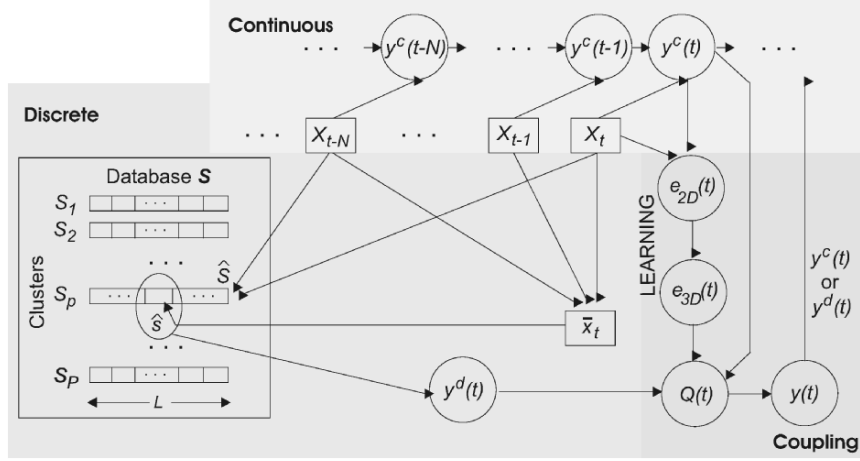 Continuous
. . . y^c(t-N) . . . y^c(t-1) y^c(t) . . .
Discrete
. . . X_{t-N} . . . X_{t-1} X_t
Database S
S_1 . . .
S_2 . . .
. . .
Ŝ
S_p . . . . . .
ŝ
. . .
S_P . . .
L
Clusters
x̄_t
y^d(t)
LEARNING
e_{2D}(t)
e_{3D}(t)
Q(t)
y(t)
y^c(t)
or
y^d(t)
Coupling